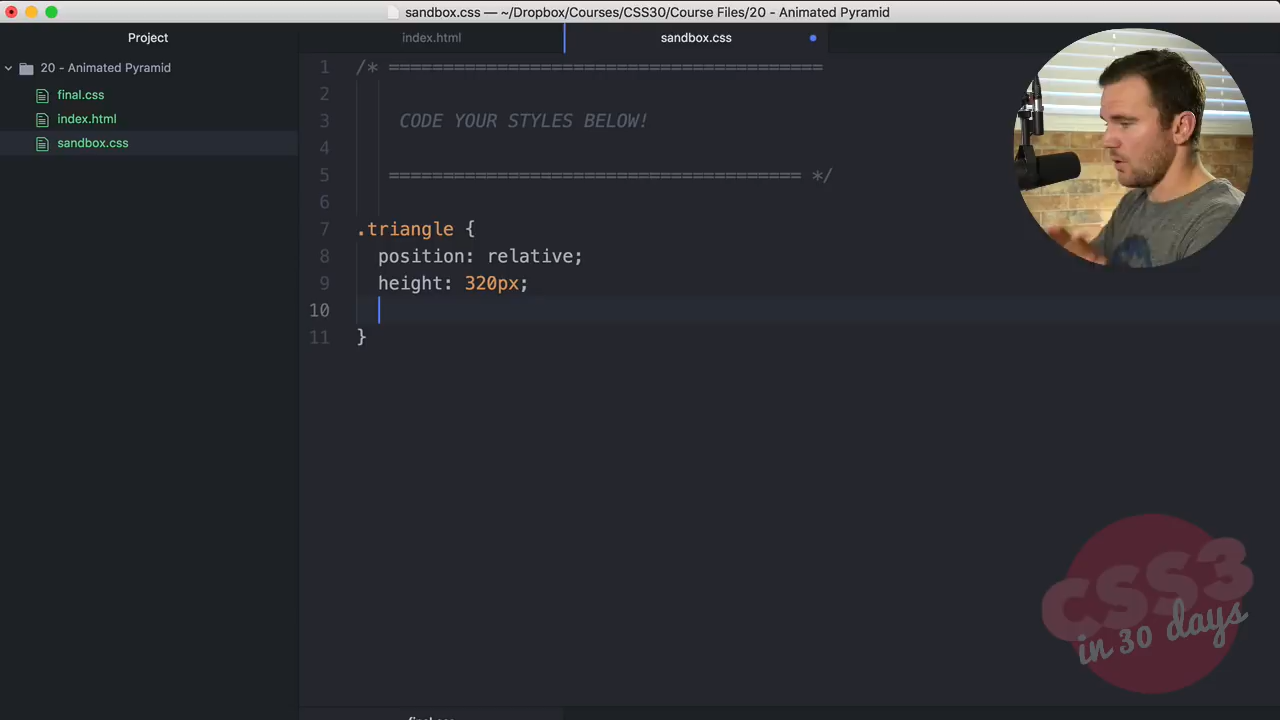 sandbox.css — ~/Dropbox/Courses/CSS30/Course Files/20 - Animated Pyramid
Project
index.html
sandbox.css
20 - Animated Pyramid
final.css
index.html
sandbox.css
1 /* ========================================
2
3 CODE YOUR STYLES BELOW!
4
5 ====================================== */
6
7 .triangle {
8 position: relative;
9 height: 320px;
10
11 }
CSS3
in 30 days
final.css